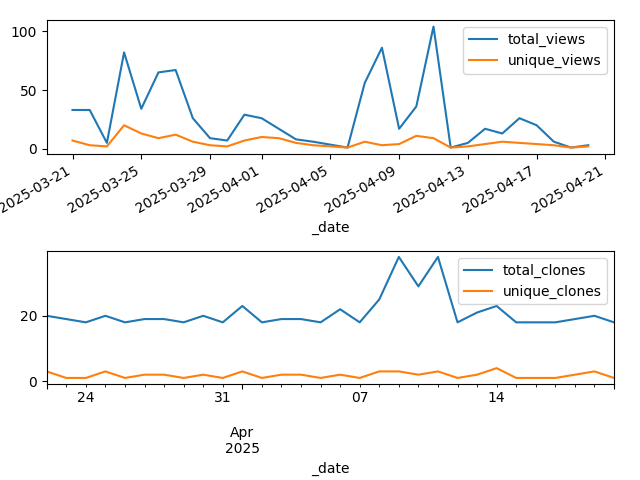 100
50
0
total_views
unique_views
2025-03-21
2025-03-25
2025-03-29
2025-04-01
2025-04-05
2025-04-09
2025-04-13
2025-04-17
2025-04-21
_date
20
0
total_clones
unique_clones
24
31
07
14
Apr
2025
_date